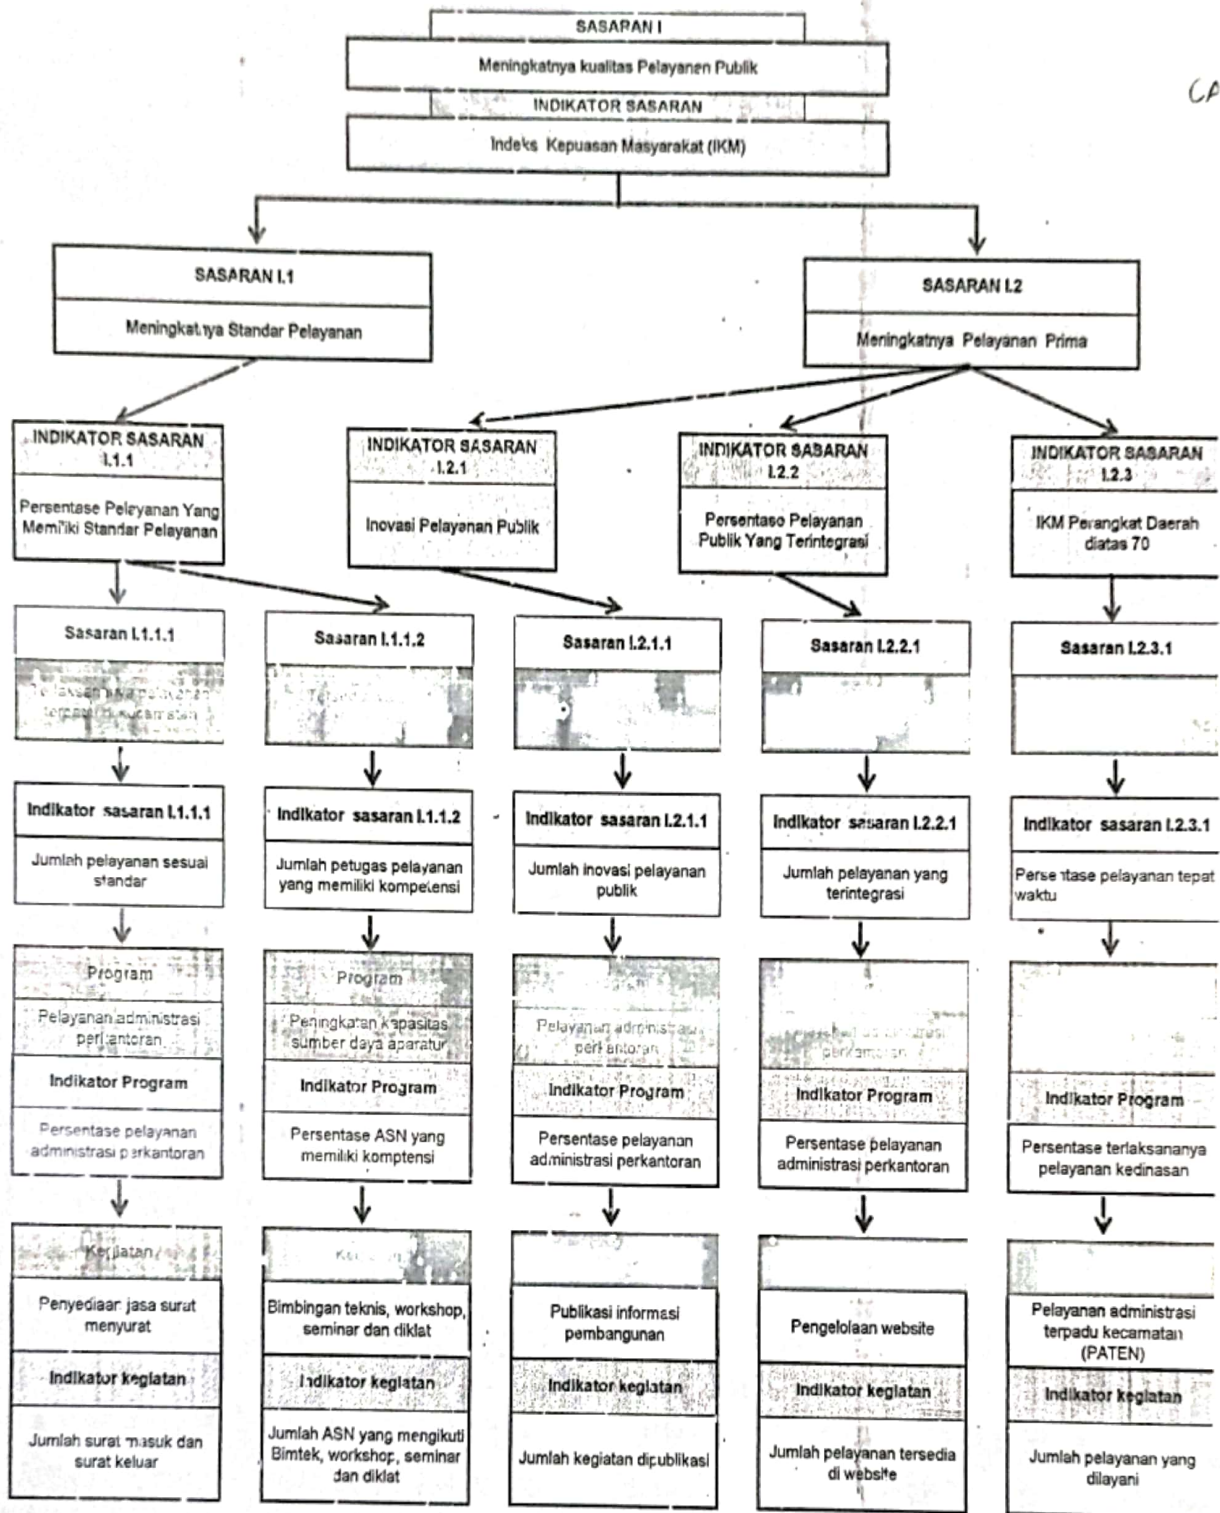 SASARAN I
Meningkatnya kualitas Pelayanan Publik
INDIKATOR SASARAN
Indeks Kepuasan Masyarakat (IKM)
SASARAN I.1
Meningkatnya Standar Pelayanan
SASARAN I.2
Meningkatnya Pelayanan Prima
INDIKATOR SASARAN
I.1.1
Persentase Pelayanan Yang
Memiliki Standar Pelayanan
INDIKATOR SASARAN
I.2.1
Inovasi Pelayanan Publik
INDIKATOR SASARAN
I.2.2
Persentase Pelayanan
Publik Yang Terintegrasi
INDIKATOR SASARAN
I.2.3
IKM Perangkat Daerah
diatas 70
Sasaran I.1.1.1
Sasaran I.1.1.2
Sasaran I.2.1.1
Sasaran I.2.2.1
Sasaran I.2.3.1
Indikator sasaran I.1.1.1
Jumlah pelayanan sesuai
standar
Indikator sasaran I.1.1.2
Jumlah petugas pelayanan
yang memiliki kompetensi
Indikator sasaran I.2.1.1
Jumlah inovasi pelayanan
publik
Indikator sasaran I.2.2.1
Jumlah pelayanan yang
terintegrasi
Indikator sasaran I.2.3.1
Persentase pelayanan tepat
waktu
Program
Pelayanan administrasi
perkantoran
Indikator Program
Persentase pelayanan
administrasi perkantoran
Program
Peningkatan kapasitas
sumber daya aparatur
Indikator Program
Persentase ASN yang
memiliki komptensi
Pelayanan administrasi
perkantoran
Indikator Program
Persentase pelayanan
administrasi perkantoran
perkantoran
Indikator Program
Persentase pelayanan
administrasi perkantoran
Indikator Program
Persentase terlaksananya
pelayanan kedinasan
Kegiatan
Penyediaan jasa surat
menyurat
Indikator kegiatan
Jumlah surat masuk dan
surat keluar
Bimbingan teknis, workshop,
seminar dan diklat
Indikator kegiatan
Jumlah ASN yang mengikuti
Bimtek, workshop, seminar
dan diklat
Publikasi informasi
pembangunan
Indikator kegiatan
Jumlah kegiatan dipublikasi
Pengelolaan website
Indikator kegiatan
Jumlah pelayanan tersedia
di website
Pelayanan administrasi
terpadu kecamatan
(PATEN)
Indikator kegiatan
Jumlah pelayanan yang
dilayani